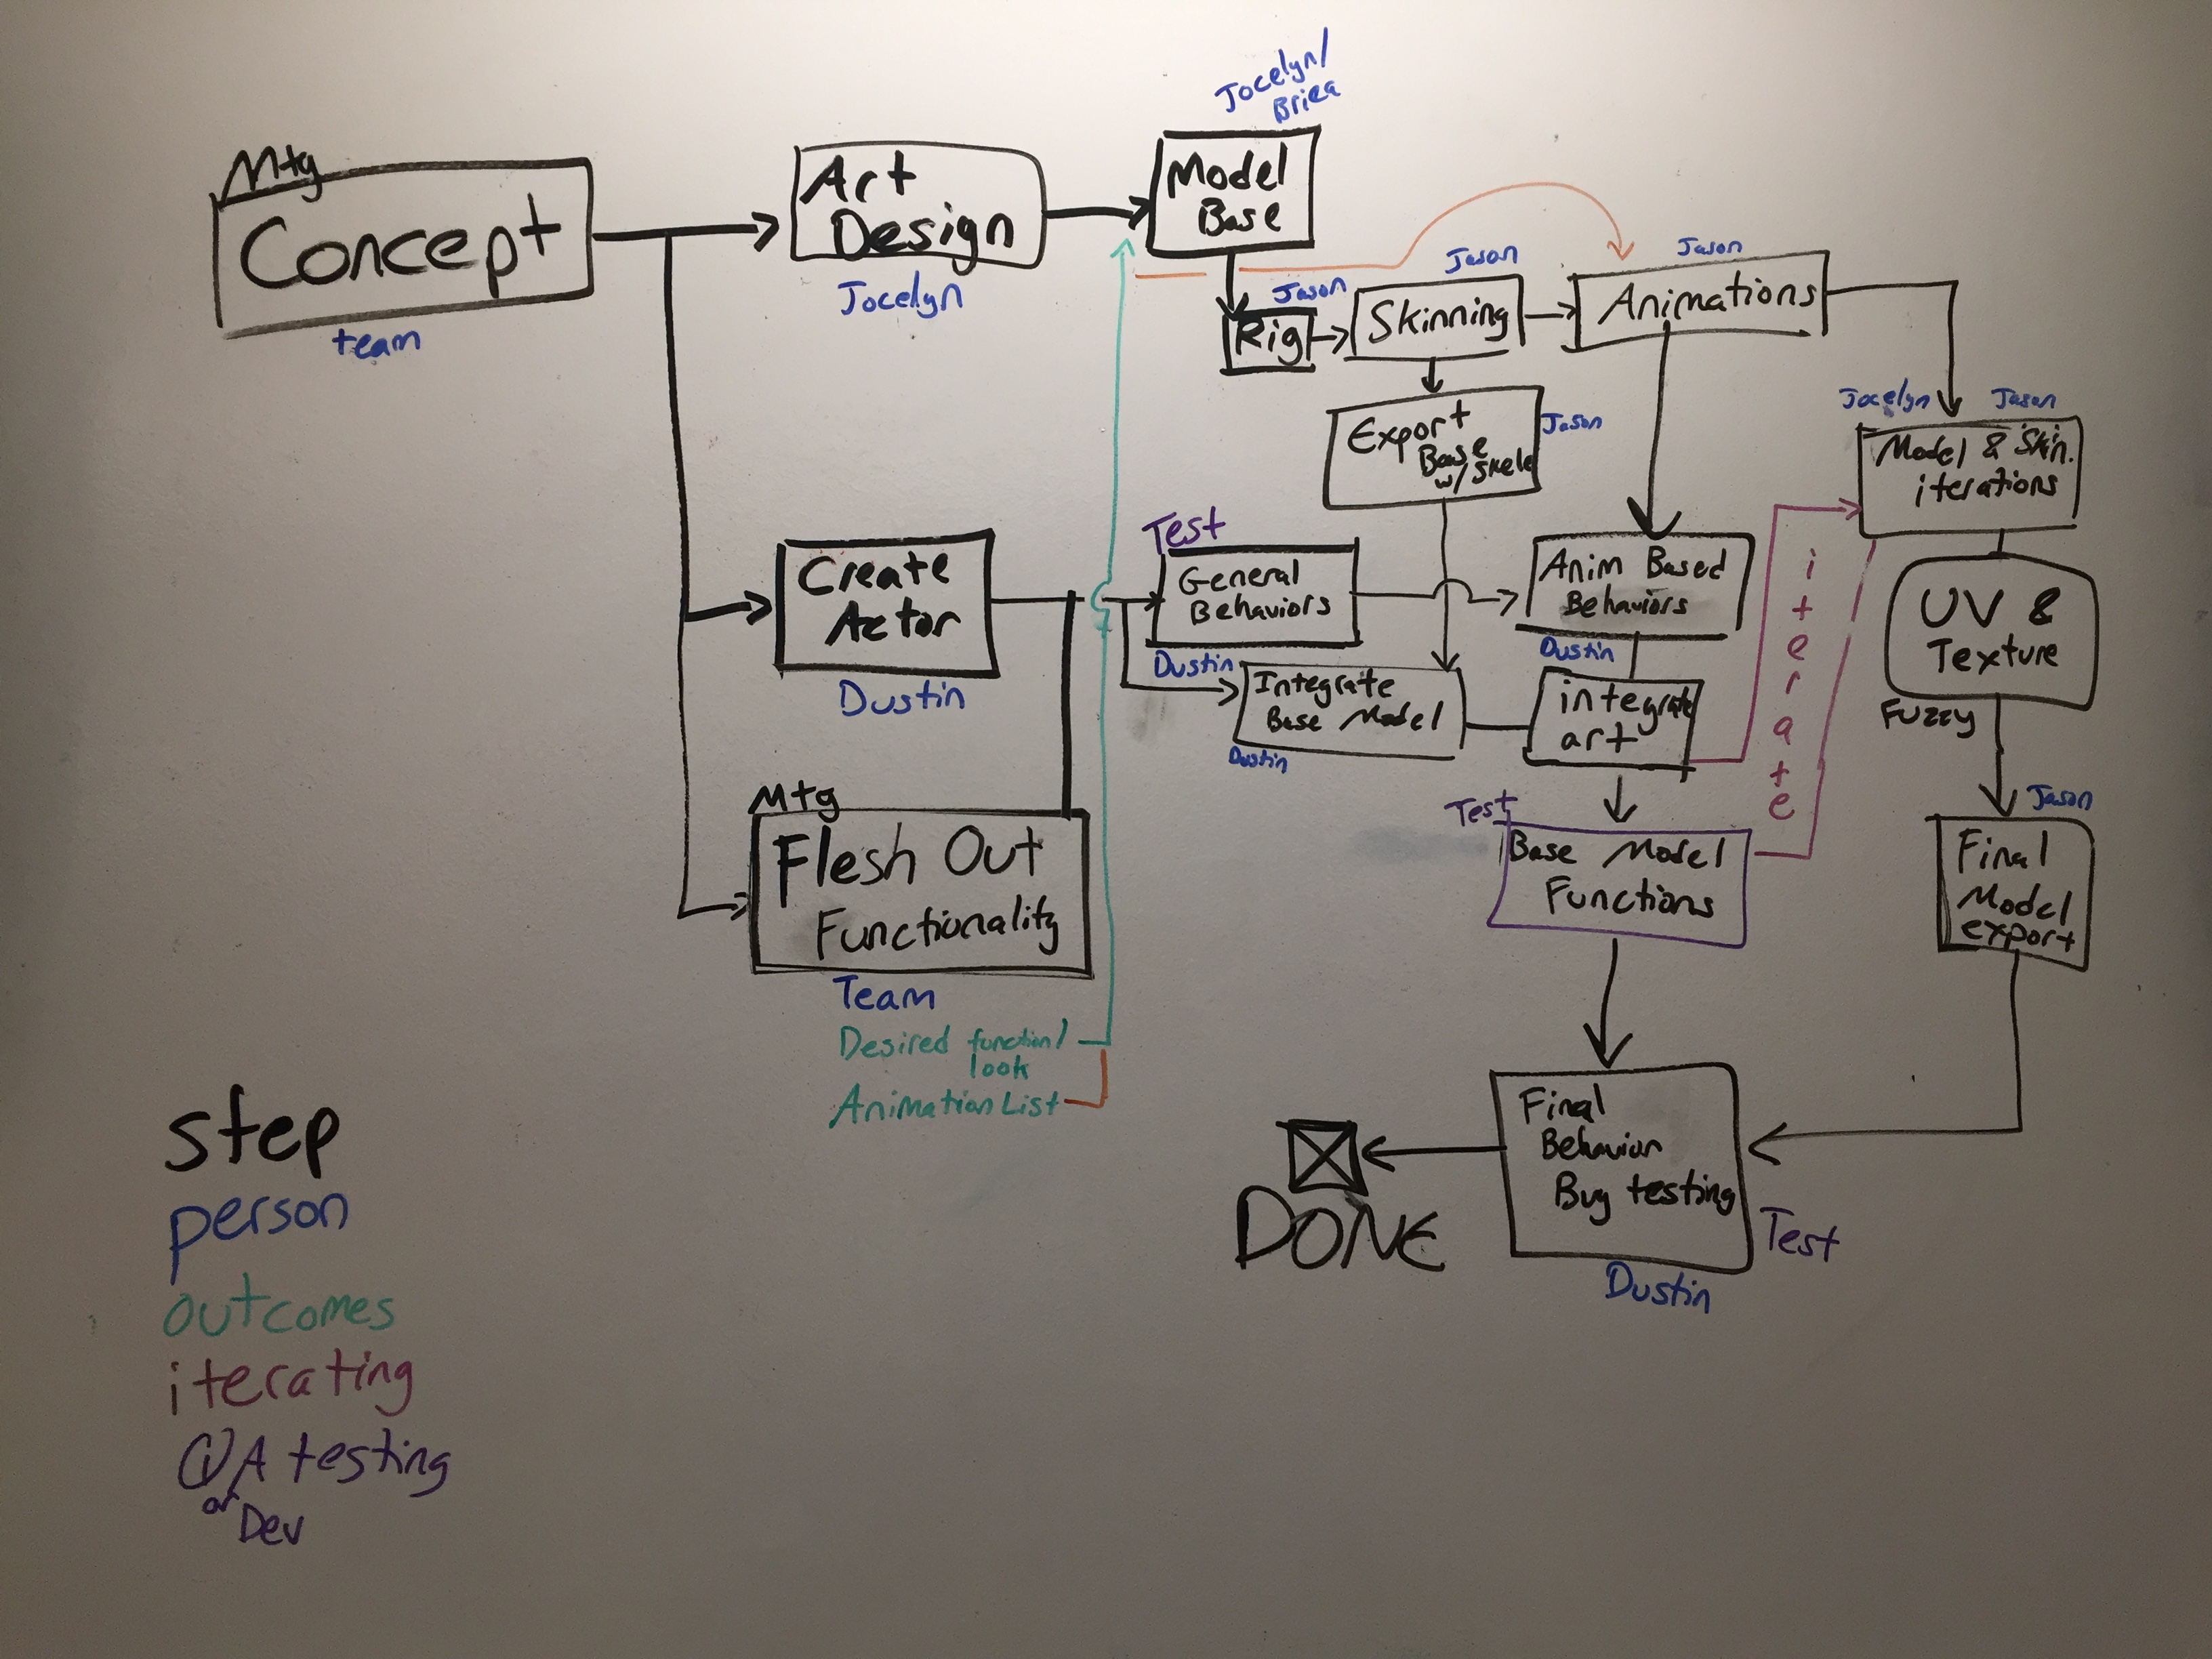 Mtg
Concept
team
Art
Design
Jocelyn
Jocelyn/
Model
Base
Jason
Rig
Jason
Skinning
Jason
Animations
Export
Base
w/ Skele
Jason
Jocelyn Jason
Model & Skin.
iterations
UV &
Texture
Fuzzy
Jason
Final
Model
export
Create
Actor
Dustin
Test
General
Behaviors
Dustin
Anim Based
Behaviors
Dustin
Integrate
Base Model
Dustin
integrate
art
iterate
Mtg
Flesh Out
Functionality
Team
Desired function/
look
Animation List
Test
Base Model
Functions
Final
Behavior
Bug testing
Test
Dustin
DONE
step
person
outcomes
iterating
QA testing
or
Dev